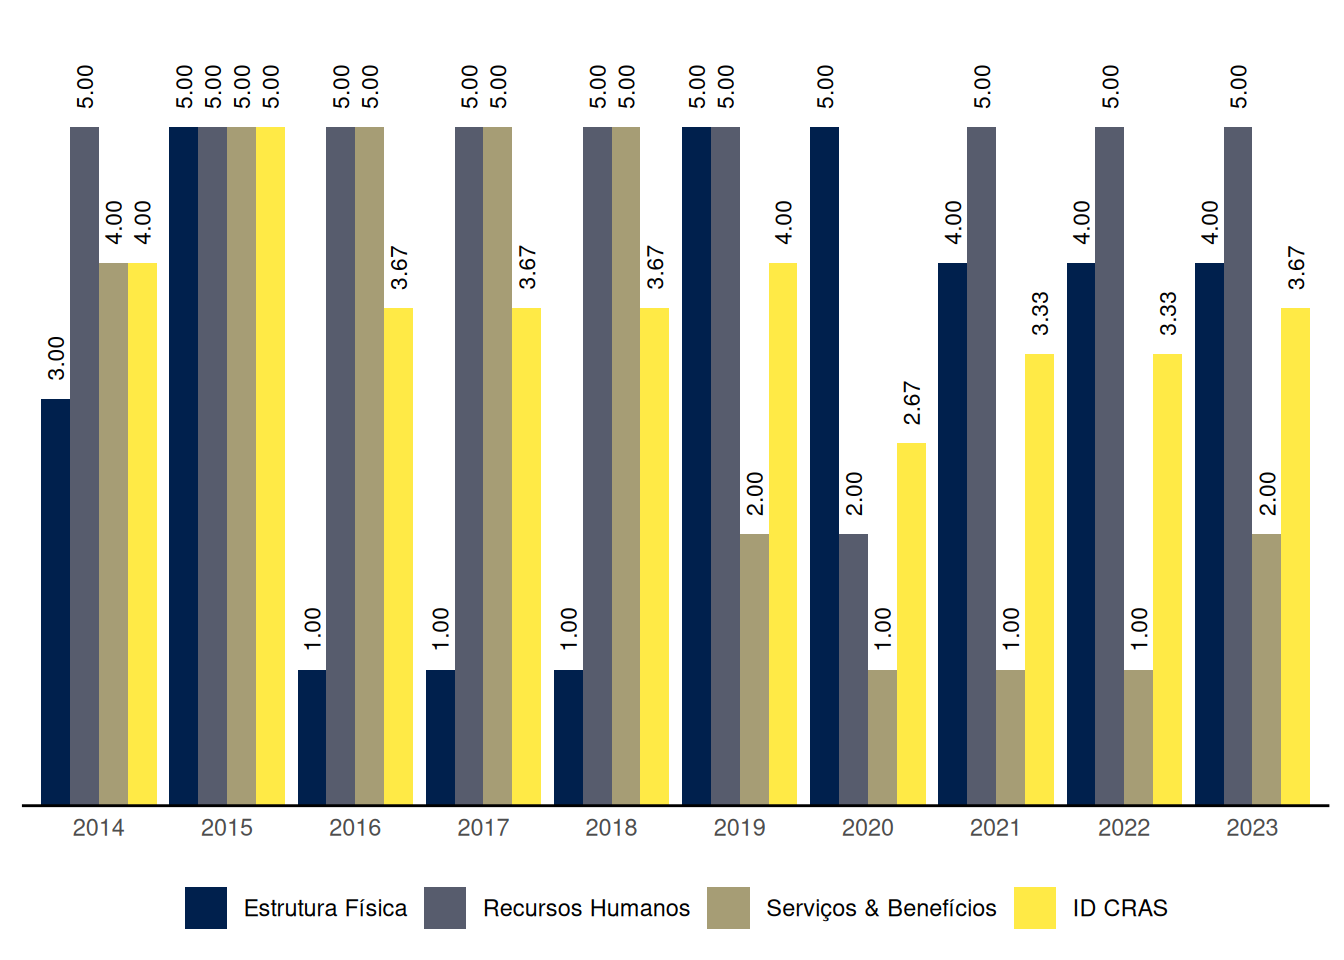 5.00 5.00 5.00 5.00 5.00 5.00 5.00 5.00 5.00 5.00 5.00 5.00 5.00 5.00 5.00 5.00 5.00
4.00 4.00 4.00 4.00 4.00 4.00
3.67 3.67 3.67 3.67
3.33 3.33
3.00
2.67
2.00 2.00 2.00
1.00 1.00 1.00 1.00 1.00 1.00
2014 2015 2016 2017 2018 2019 2020 2021 2022 2023
Estrutura Física Recursos Humanos Serviços & Benefícios ID CRAS